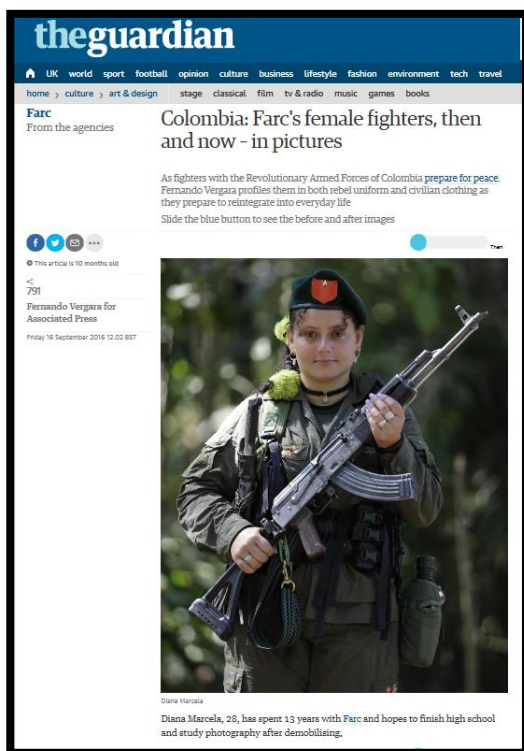 theguardian
UK world sport football opinion culture business lifestyle fashion environment tech travel
home › culture › art & design stage classical film tv & radio music games books
Farc
From the agencies
Colombia: Farc's female fighters, then
and now – in pictures
As fighters with the Revolutionary Armed Forces of Colombia prepare for peace,
Fernando Vergara profiles them in both rebel uniform and civilian clothing as
they prepare to reintegrate into everyday life
Slide the blue button to see the before and after images
Then
This article is 10 months old
791
Fernando Vergara for
Associated Press
Friday 16 September 2016 12.02 BST
Diana Marcela
Diana Marcela, 28, has spent 13 years with Farc and hopes to finish high school
and study photography after demobilising.